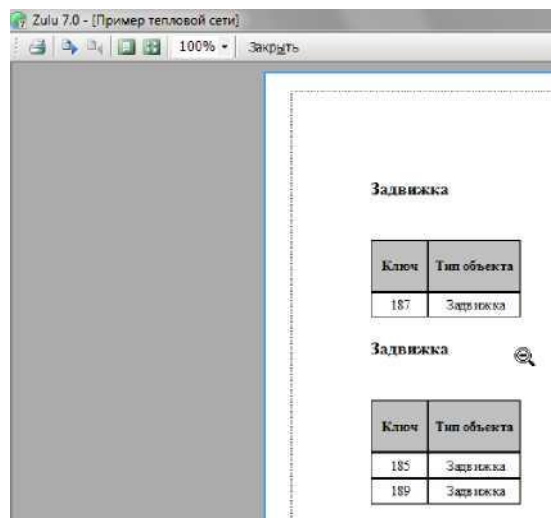 Zulu 7.0 - [Пример тепловой сети]
100% Закрыть
Задвижка
Ключ Тип объекта
187 Задвижка
Задвижка
Ключ Тип объекта
185 Задвижка
189 Задвижка